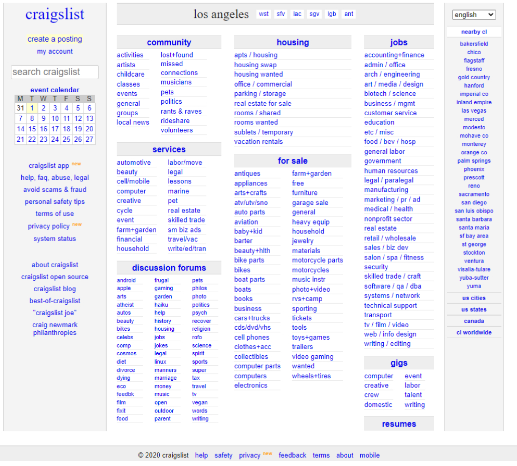 craigslist
create a posting
my account
search craigslist
event calendar
M T W T F S S
31 1 2 3 4 5 6
7 8 9 10 11 12 13
14 15 16 17 18 19 20
21 22 23 24 25 26 27
craigslist app new
help, faq, abuse, legal
avoid scams & fraud
personal safety tips
terms of use
privacy policy new
system status
about craigslist
craigslist open source
craigslist blog
best-of-craigslist
"craigslist joe"
craig newmark
philanthropies
los angeles
wst sfv lac sgv lgb ant
community
activities
artists
childcare
classes
events
general
groups
local news
lost+found
missed
connections
musicians
pets
politics
rants & raves
rideshare
volunteers
services
automotive
beauty
cell/mobile
computer
creative
cycle
event
farm+garden
financial
household
labor/move
legal
lessons
marine
pet
real estate
skilled trade
sm biz ads
travel/vac
write/ed/tran
discussion forums
android
apple
arts
atheist
autos
beauty
bikes
celebs
comp
cosmos
diet
divorce
dying
eco
feedbk
film
fixit
food
frugal
gaming
garden
haiku
help
history
housing
jobs
jokes
legal
linux
manners
marriage
money
music
open
outdoor
parent
pets
philos
photo
politics
psych
recover
religion
rofo
science
spirit
sports
super
tax
travel
tv
vegan
words
writing
housing
apts / housing
housing swap
housing wanted
office / commercial
parking / storage
real estate for sale
rooms / shared
rooms wanted
sublets / temporary
vacation rentals
for sale
antiques
appliances
arts+crafts
atv/utv/sno
auto parts
aviation
baby+kid
barter
beauty+hlth
bike parts
bikes
boat parts
boats
books
business
cars+trucks
cds/dvd/vhs
cell phones
clothes+acc
collectibles
computer parts
computers
electronics
farm+garden
free
furniture
garage sale
general
heavy equip
household
jewelry
materials
motorcycle parts
motorcycles
music instr
photo+video
rvs+camp
sporting
tickets
tools
toys+games
trailers
video gaming
wanted
wheels+tires
jobs
accounting+finance
admin / office
arch / engineering
art / media / design
biotech / science
business / mgmt
customer service
education
etc / misc
food / bev / hosp
general labor
government
human resources
legal / paralegal
manufacturing
marketing / pr / ad
medical / health
nonprofit sector
real estate
retail / wholesale
sales / biz dev
salon / spa / fitness
security
skilled trade / craft
software / qa / dba
systems / network
technical support
transport
tv / film / video
web / info design
writing / editing
gigs
computer
creative
crew
domestic
event
labor
talent
writing
resumes
english
nearby cl
bakersfield
chico
flagstaff
fresno
gold country
hanford
imperial co
inland empire
las vegas
merced
modesto
mohave co
monterey
orange co
palm springs
phoenix
prescott
reno
sacramento
san diego
san luis obispo
santa barbara
santa maria
sf bay area
st george
stockton
ventura
visalia-tulare
yuba-sutter
yuma
us cities
us states
canada
cl worldwide
© 2020 craigslist help safety privacy new feedback terms about mobile